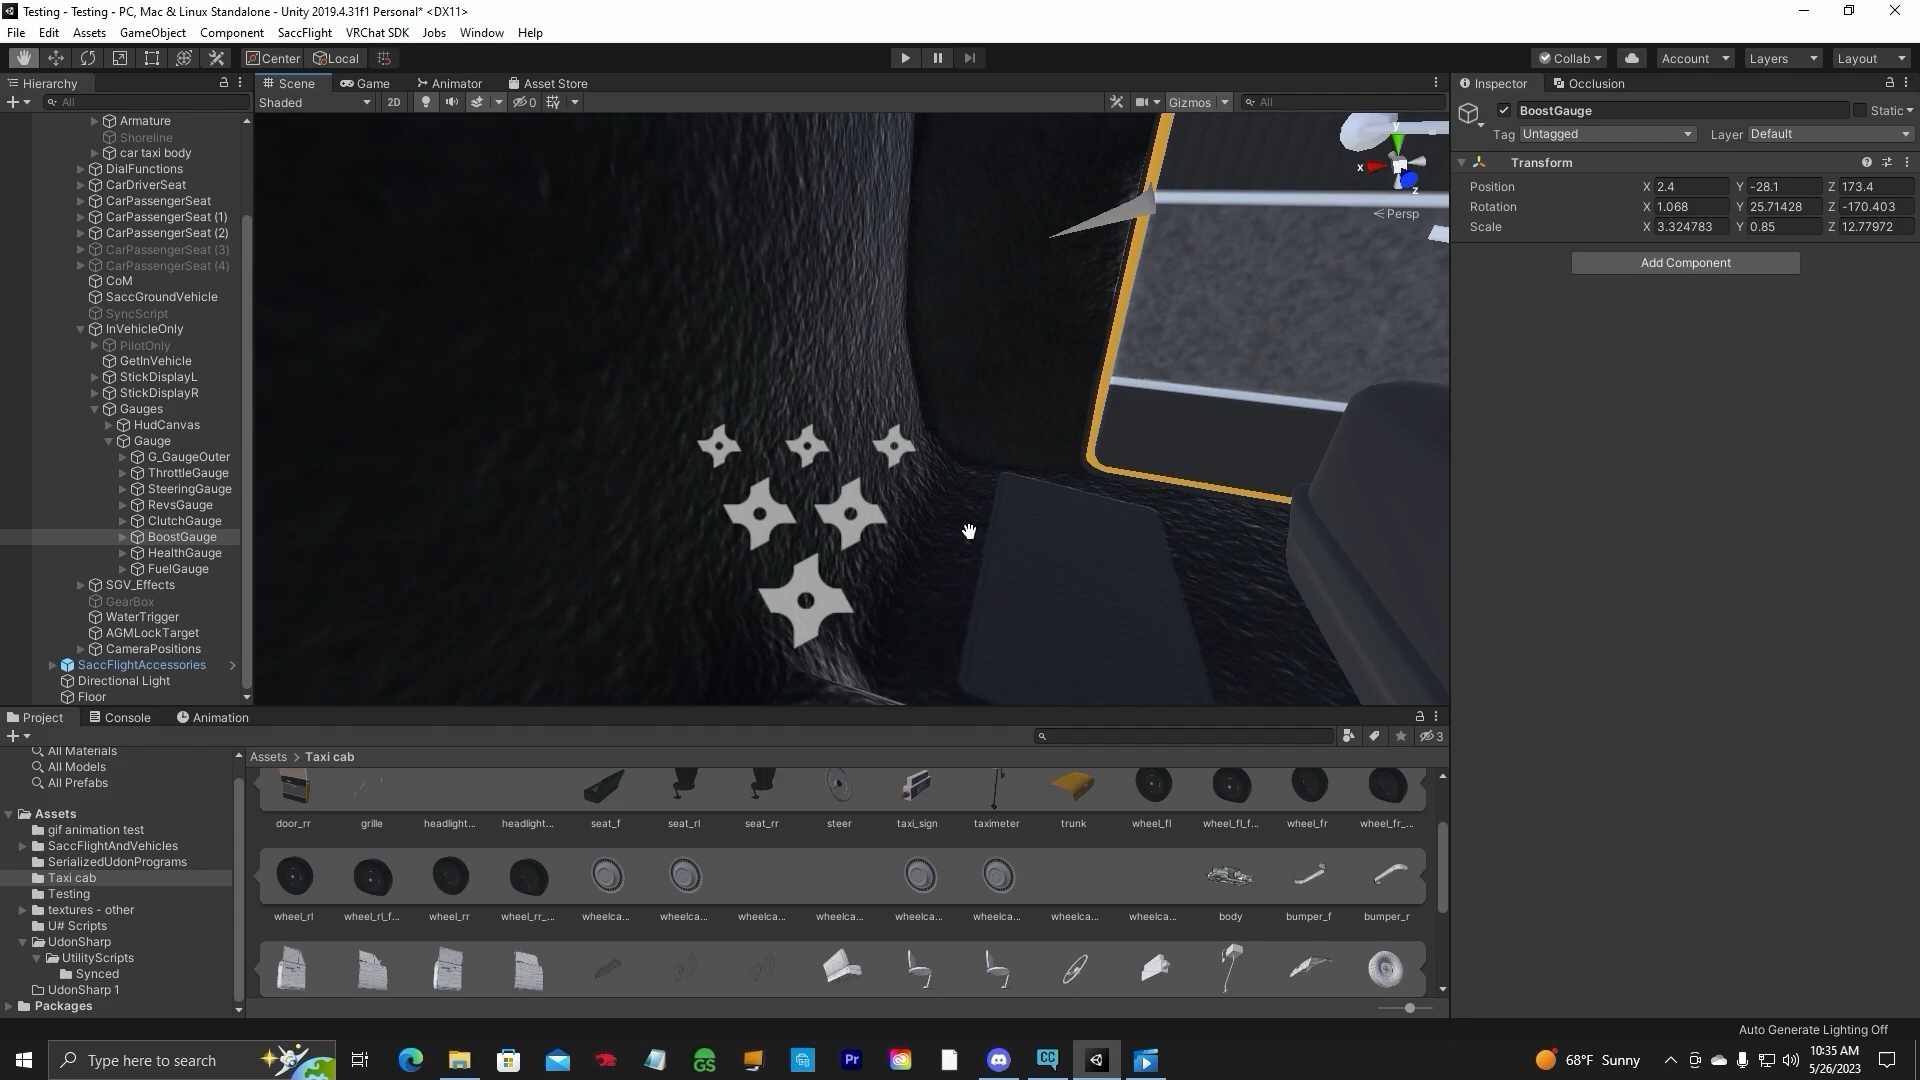 Testing - Testing - PC, Mac & Linux Standalone - Unity 2019.4.31f1 Personal* <DX11>
File Edit Assets GameObject Component SaccFlight VRChat SDK Jobs Window Help
Center Local Collab Account Layers Layout
Hierarchy
All
Armature
Shoreline
car taxi body
DialFunctions
CarDriverSeat
CarPassengerSeat
CarPassengerSeat (1)
CarPassengerSeat (2)
CarPassengerSeat (3)
CarPassengerSeat (4)
CoM
SaccGroundVehicle
SyncScript
InVehicleOnly
PilotOnly
GetInVehicle
StickDisplayL
StickDisplayR
Gauges
HudCanvas
Gauge
G_GaugeOuter
ThrottleGauge
SteeringGauge
RevsGauge
ClutchGauge
BoostGauge
HealthGauge
FuelGauge
SGV_Effects
GearBox
WaterTrigger
AGMLockTarget
CameraPositions
SaccFlightAccessories
Directional Light
Floor
Scene Game Animator Asset Store
Shaded 2D 0 Gizmos All
y
x
z
Persp
Inspector Occlusion
BoostGauge Static
Tag Untagged Layer Default
Transform
Position X 2.4 Y -28.1 Z 173.4
Rotation X 1.068 Y 25.71428 Z -170.403
Scale X 3.324783 Y 0.85 Z 12.77972
Add Component
Project Console Animation
3
All Materials
All Models
All Prefabs
Assets
gif animation test
SaccFlightAndVehicles
SerializedUdonPrograms
Taxi cab
Testing
textures - other
U# Scripts
UdonSharp
UtilityScripts
Synced
UdonSharp 1
Packages
Assets > Taxi cab
door_rr grille headlight... headlight... seat_f seat_rl seat_rr steer taxi_sign taximeter trunk wheel_fl wheel_fl_f... wheel_fr wheel_fr_...
wheel_rl wheel_rl_f... wheel_rr wheel_rr_... wheelca... wheelca... wheelca... wheelca... wheelca... wheelca... wheelca... wheelca... body bumper_f bumper_r
Auto Generate Lighting Off
Type here to search
GS
Pr
CC
68°F Sunny
10:35 AM
5/26/2023